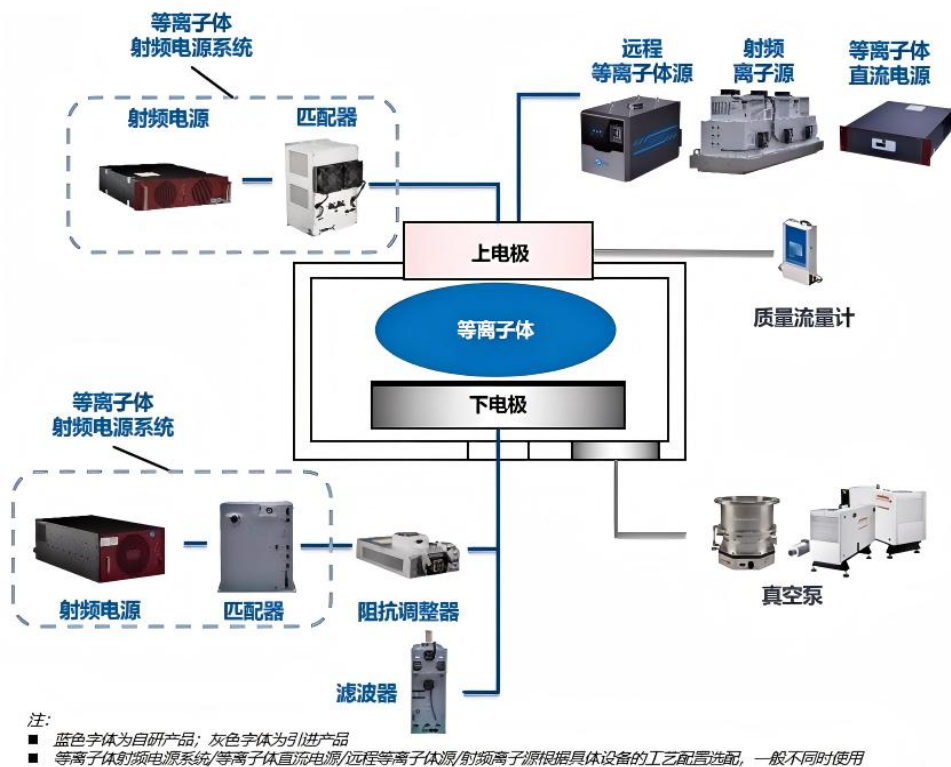 等离子体
射频电源系统
射频电源
匹配器
远程
等离子体源
射频
离子源
等离子体
直流电源
上电极
质量流量计
等离子体
下电极
等离子体
射频电源系统
射频电源
匹配器
阻抗调整器
真空泵
滤波器
注:
■ 蓝色字体为自研产品；灰色字体为引进产品
■ 等离子体射频电源系统/等离子体直流电源/远程等离子体源/射频离子源根据具体设备的工艺配置选配，一般不同时使用